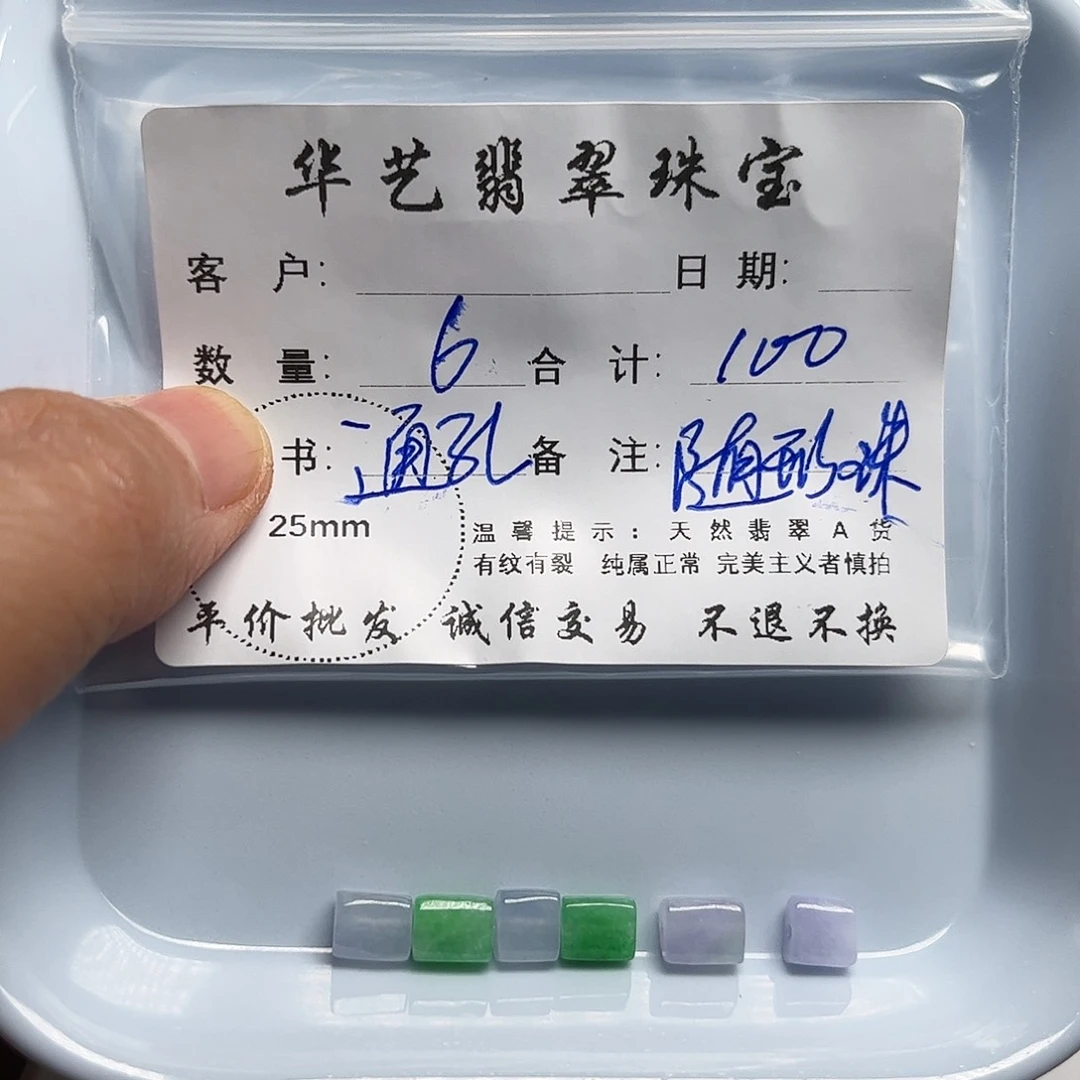 华艺翡翠珠宝
客 户: 日 期:
数 量: 6 合 计: 100
书: 通孔 备 注: 随形珠
25mm
温馨提示: 天然翡翠A货
有纹有裂 纯属正常 完美主义者慎拍
平价批发 诚信交易 不退不换